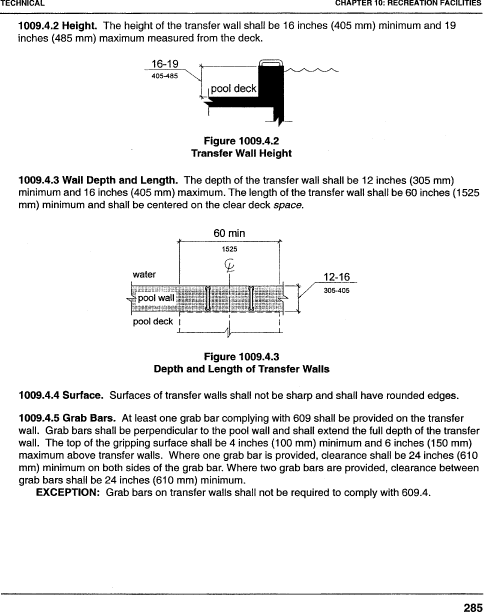 TECHNICAL
CHAPTER 10: RECREATION FACILITIES
1009.4.2 Height. The height of the transfer wall shall be 16 inches (405 mm) minimum and 19
inches (485 mm) maximum measured from the deck.
16-19
405-485
pool deck
Figure 1009.4.2
Transfer Wall Height
1009.4.3 Wall Depth and Length. The depth of the transfer wall shall be 12 inches (305 mm)
minimum and 16 inches (405 mm) maximum. The length of the transfer wall shall be 60 inches (1525
mm) minimum and shall be centered on the clear deck space.
60 min
1525
℄
water
12-16
pool wall
305-405
pool deck
Figure 1009.4.3
Depth and Length of Transfer Walls
1009.4.4 Surface. Surfaces of transfer walls shall not be sharp and shall have rounded edges.
1009.4.5 Grab Bars. At least one grab bar complying with 609 shall be provided on the transfer
wall. Grab bars shall be perpendicular to the pool wall and shall extend the full depth of the transfer
wall. The top of the gripping surface shall be 4 inches (100 mm) minimum and 6 inches (150 mm)
maximum above transfer walls. Where one grab bar is provided, clearance shall be 24 inches (610
mm) minimum on both sides of the grab bar. Where two grab bars are provided, clearance between
grab bars shall be 24 inches (610 mm) minimum.
EXCEPTION: Grab bars on transfer walls shall not be required to comply with 609.4.
285